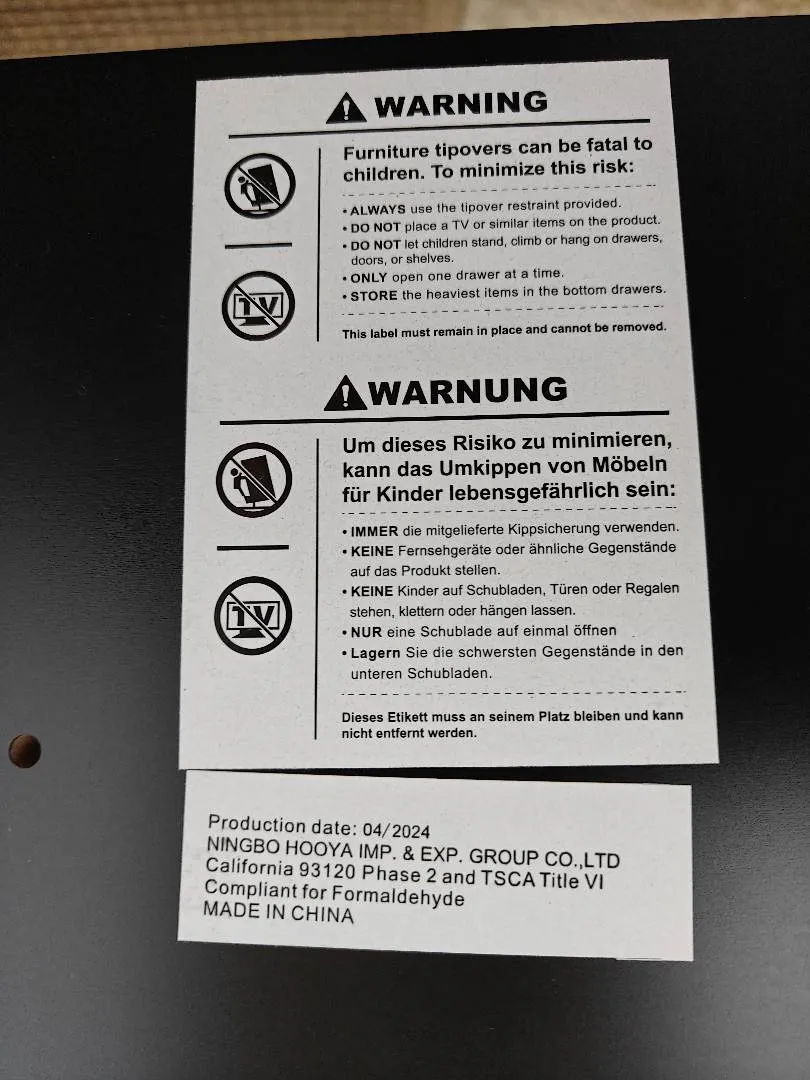 WARNING
Furniture tipovers can be fatal to
children. To minimize this risk:
• ALWAYS use the tipover restraint provided.
• DO NOT place a TV or similar items on the product.
• DO NOT let children stand, climb or hang on drawers,
doors, or shelves.
• ONLY open one drawer at a time.
• STORE the heaviest items in the bottom drawers.
TV
This label must remain in place and cannot be removed.
WARNUNG
Um dieses Risiko zu minimieren,
kann das Umkippen von Möbeln
für Kinder lebensgefährlich sein:
• IMMER die mitgelieferte Kippsicherung verwenden.
• KEINE Fernsehgeräte oder ähnliche Gegenstände
auf das Produkt stellen.
• KEINE Kinder auf Schubladen, Türen oder Regalen
stehen, klettern oder hängen lassen.
• NUR eine Schublade auf einmal öffnen
• Lagern Sie die schwersten Gegenstände in den
unteren Schubladen.
TV
Dieses Etikett muss an seinem Platz bleiben und kann
nicht entfernt werden.
Production date: 04/2024
NINGBO HOOYA IMP. & EXP. GROUP CO.,LTD
California 93120 Phase 2 and TSCA Title VI
Compliant for Formaldehyde
MADE IN CHINA